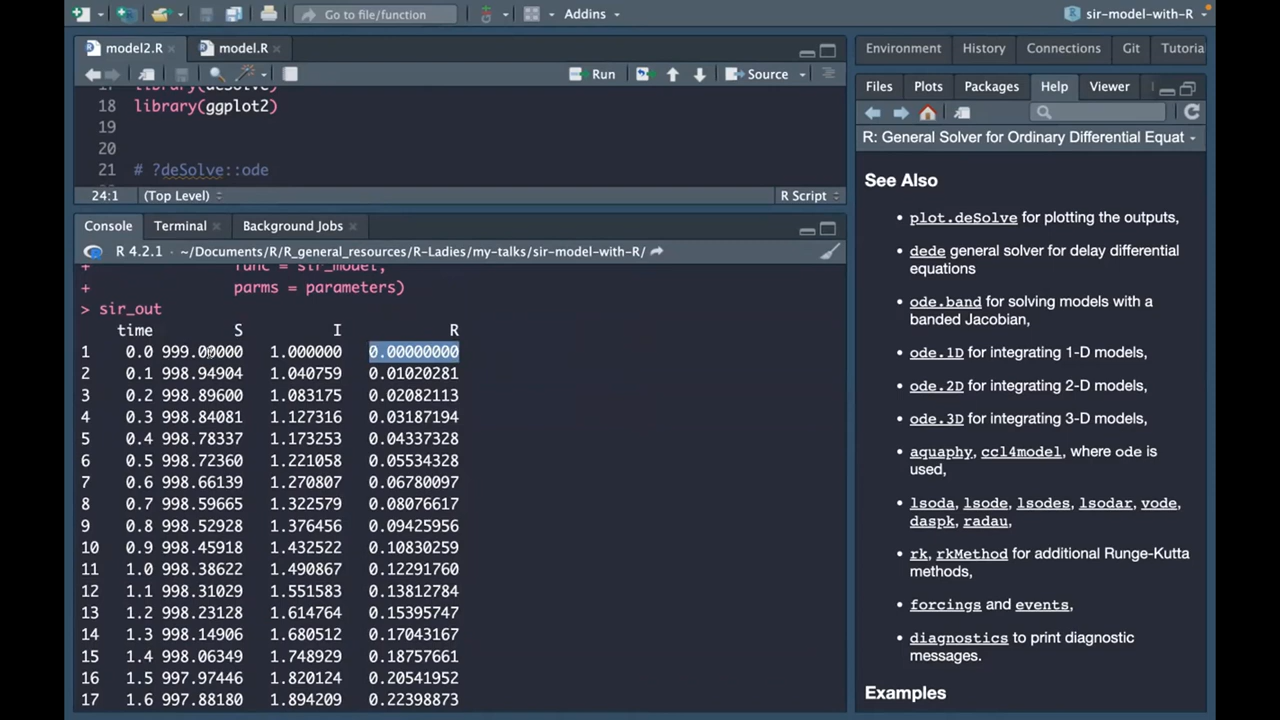 Go to file/function
Addins
sir-model-with-R
model2.R
model.R
Run
Source
17 library(deSolve)
18 library(ggplot2)
19
20
21 # ?deSolve::ode
24:1 (Top Level) R Script
Console Terminal Background Jobs
R 4.2.1 · ~/Documents/R/R_general_resources/R-Ladies/my-talks/sir-model-with-R/
+ func = sir_model,
+ parms = parameters)
> sir_out
time S I R
1 0.0 999.00000 1.000000 0.00000000
2 0.1 998.94904 1.040759 0.01020281
3 0.2 998.89600 1.083175 0.02082113
4 0.3 998.84081 1.127316 0.03187194
5 0.4 998.78337 1.173253 0.04337328
6 0.5 998.72360 1.221058 0.05534328
7 0.6 998.66139 1.270807 0.06780097
8 0.7 998.59665 1.322579 0.08076617
9 0.8 998.52928 1.376456 0.09425956
10 0.9 998.45918 1.432522 0.10830259
11 1.0 998.38622 1.490867 0.12291760
12 1.1 998.31029 1.551583 0.13812784
13 1.2 998.23128 1.614764 0.15395747
14 1.3 998.14906 1.680512 0.17043167
15 1.4 998.06349 1.748929 0.18757661
16 1.5 997.97446 1.820124 0.20541952
17 1.6 997.88180 1.894209 0.22398873
Environment History Connections Git Tutoria
Files Plots Packages Help Viewer
R: General Solver for Ordinary Differential Equat
See Also
• plot.deSolve for plotting the outputs,
• dede general solver for delay differential
equations
• ode.band for solving models with a
banded Jacobian,
• ode.1D for integrating 1-D models,
• ode.2D for integrating 2-D models,
• ode.3D for integrating 3-D models,
• aquaphy, ccl4model, where ode is
used,
• lsoda, lsode, lsodes, lsodar, vode,
daspk, radau,
• rk, rkMethod for additional Runge-Kutta
methods,
• forcings and events,
• diagnostics to print diagnostic
messages.
Examples